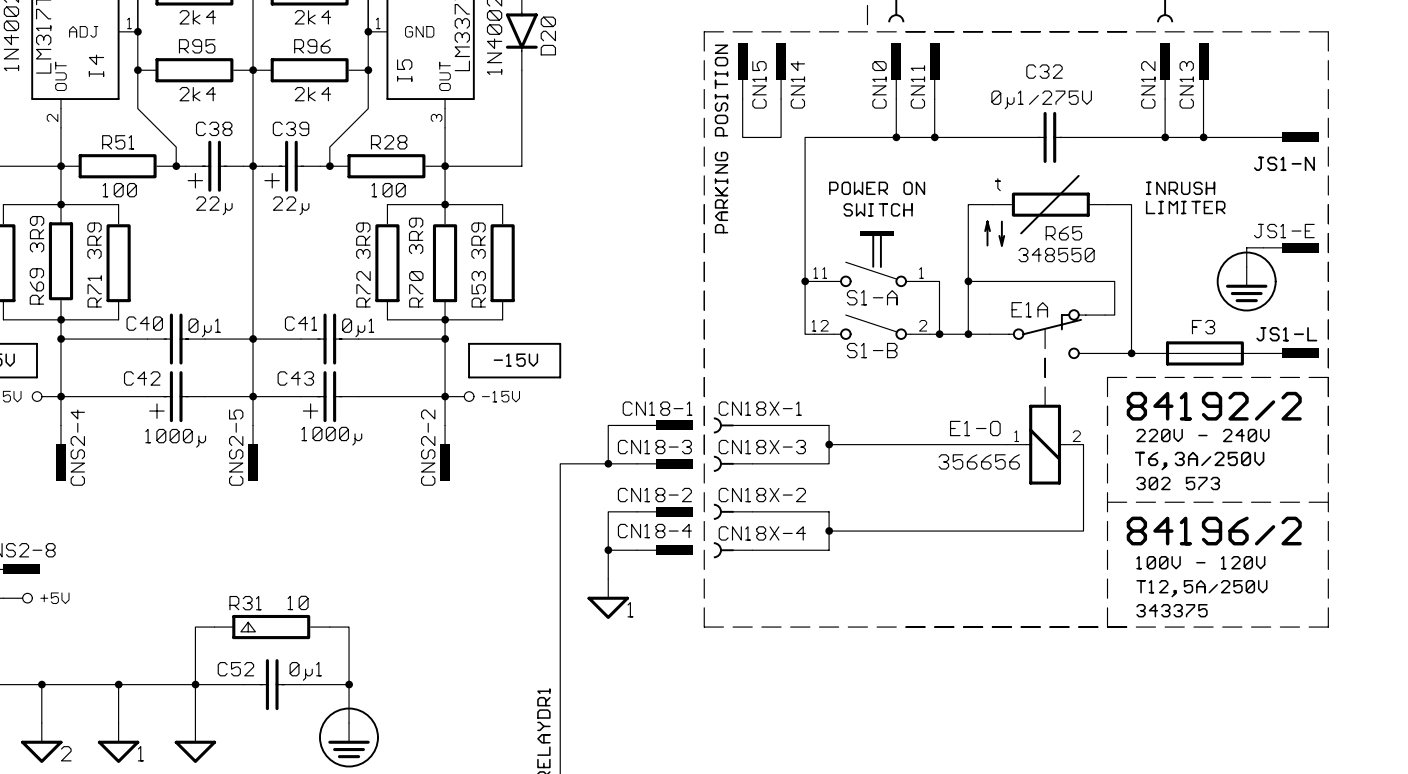 1N4002
LM317T
ADJ
1
OUT
I4
2
2k4
R95
2k4
2k4
R96
2k4
1
GND
LM337
OUT
I5
3
1N4002
D20
R51
100
C38
+
22µ
C39
+
22µ
R28
100
R69 3R9
R71 3R9
R72 3R9
R70 3R9
R53 3R9
C40
0µ1
C41
0µ1
5V
-15V
C42
+
1000µ
C43
+
1000µ
5V
-15V
CNS2-4
CNS2-5
CNS2-2
NS2-8
+5V
R31 10
C52 0µ1
2
1
RELAYDR1
PARKING POSITION
CN15
CN14
CN10
CN11
C32
0µ1/275V
CN12
CN13
JS1-N
POWER ON
SWITCH
t
R65
348550
INRUSH
LIMITER
JS1-E
11
1
S1-A
12
2
S1-B
E1A
F3
JS1-L
CN18-1
CN18X-1
CN18-3
CN18X-3
CN18-2
CN18X-2
CN18-4
CN18X-4
1
E1-O
356656
1
2
84192/2
220V - 240V
T6,3A/250V
302 573
84196/2
100V - 120V
T12,5A/250V
343375